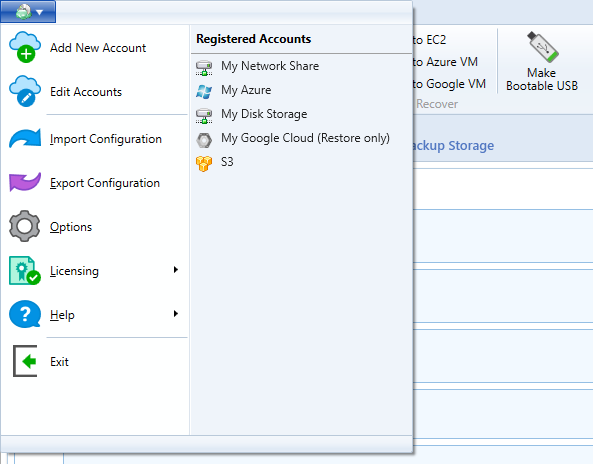 Add New Account
Edit Accounts
Import Configuration
Export Configuration
Options
Licensing
Help
Exit
Registered Accounts
My Network Share
My Azure
My Disk Storage
My Google Cloud (Restore only)
S3
to EC2
to Azure VM
to Google VM
Recover
Make
Bootable USB
ackup Storage